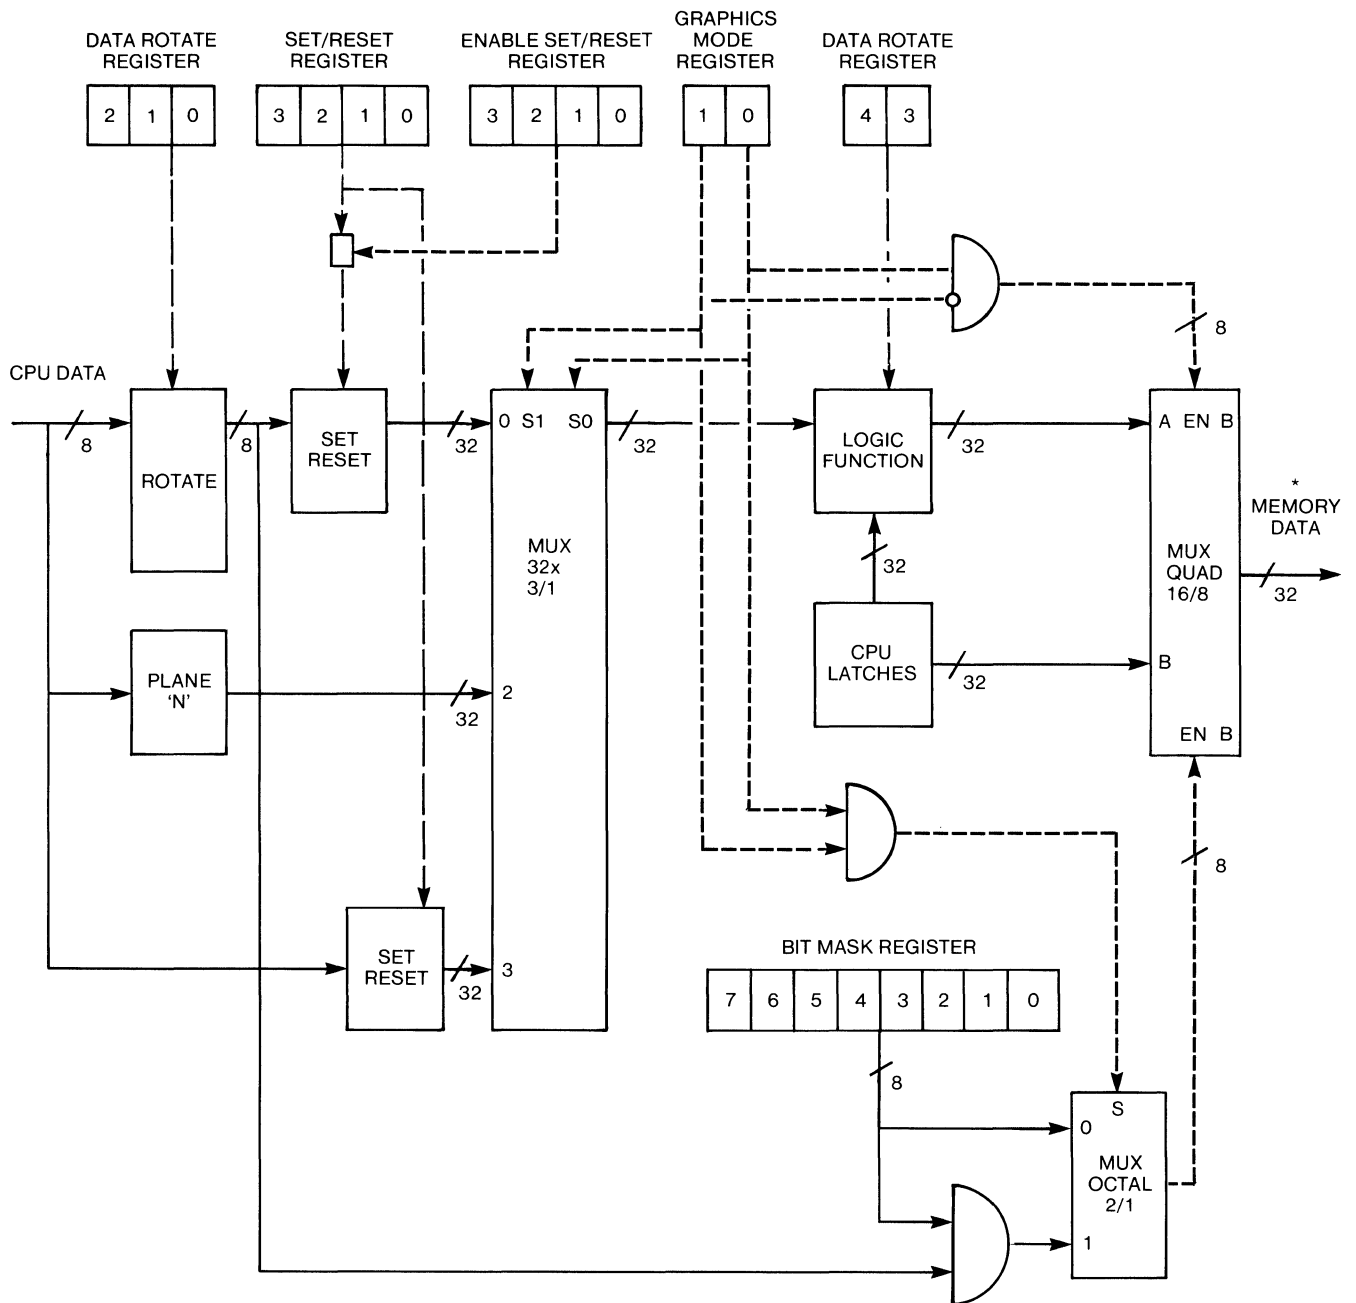 DATA ROTATE
REGISTER
2 1 0
SET/RESET
REGISTER
3 2 1 0
ENABLE SET/RESET
REGISTER
3 2 1 0
GRAPHICS
MODE
REGISTER
1 0
DATA ROTATE
REGISTER
4 3
8
CPU DATA
8
ROTATE
8
SET
RESET
32
0 S1 S0
MUX
32x
3/1
2
3
32
LOGIC
FUNCTION
32
A EN B
MUX
QUAD
16/8
B
EN B
*
MEMORY
DATA
32
32
CPU
LATCHES
32
PLANE
'N'
32
SET
RESET
32
8
BIT MASK REGISTER
7 6 5 4 3 2 1 0
8
S
0
MUX
OCTAL
2/1
1